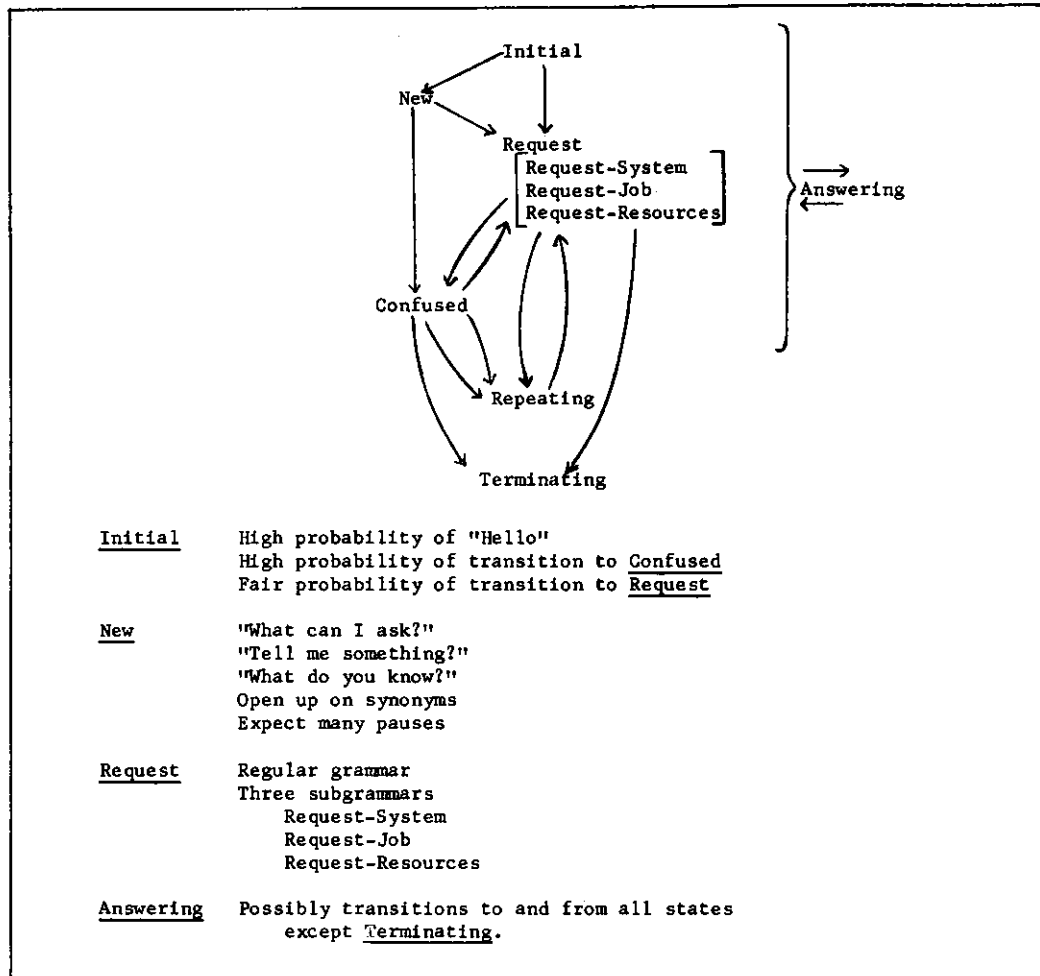 Initial
New
Request
Request-System
Request-Job
Answering
Request-Resources
Confused
Repeating
Terminating
Initial High probability of "Hello"
High probability of transition to Confused
Fair probability of transition to Request
New "What can I ask?"
"Tell me something?"
"What do you know?"
Open up on synonyms
Expect many pauses
Request Regular grammar
Three subgrammars
Request-System
Request-Job
Request-Resources
Answering Possibly transitions to and from all states
except Terminating.